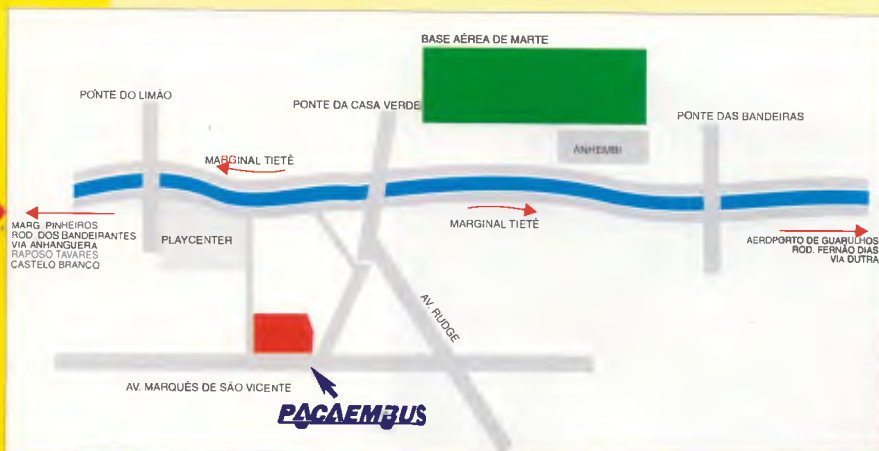 BASE AÉREA DE MARTE
PONTE DO LIMÃO
PONTE DA CASA VERDE
PONTE DAS BANDEIRAS
ANHEMBI
MARGINAL TIETÊ
MARGINAL TIETÊ
MARG. PINHEIROS
ROD. DOS BANDEIRANTES
VIA ANHANGUERA
RAPOSO TAVARES
CASTELO BRANCO
PLAYCENTER
AEROPORTO DE GUARULHOS
ROD. FERNÃO DIAS
VIA DUTRA
AV. RUDGE
AV. MARQUÊS DE SÃO VICENTE
PACAEMBUS